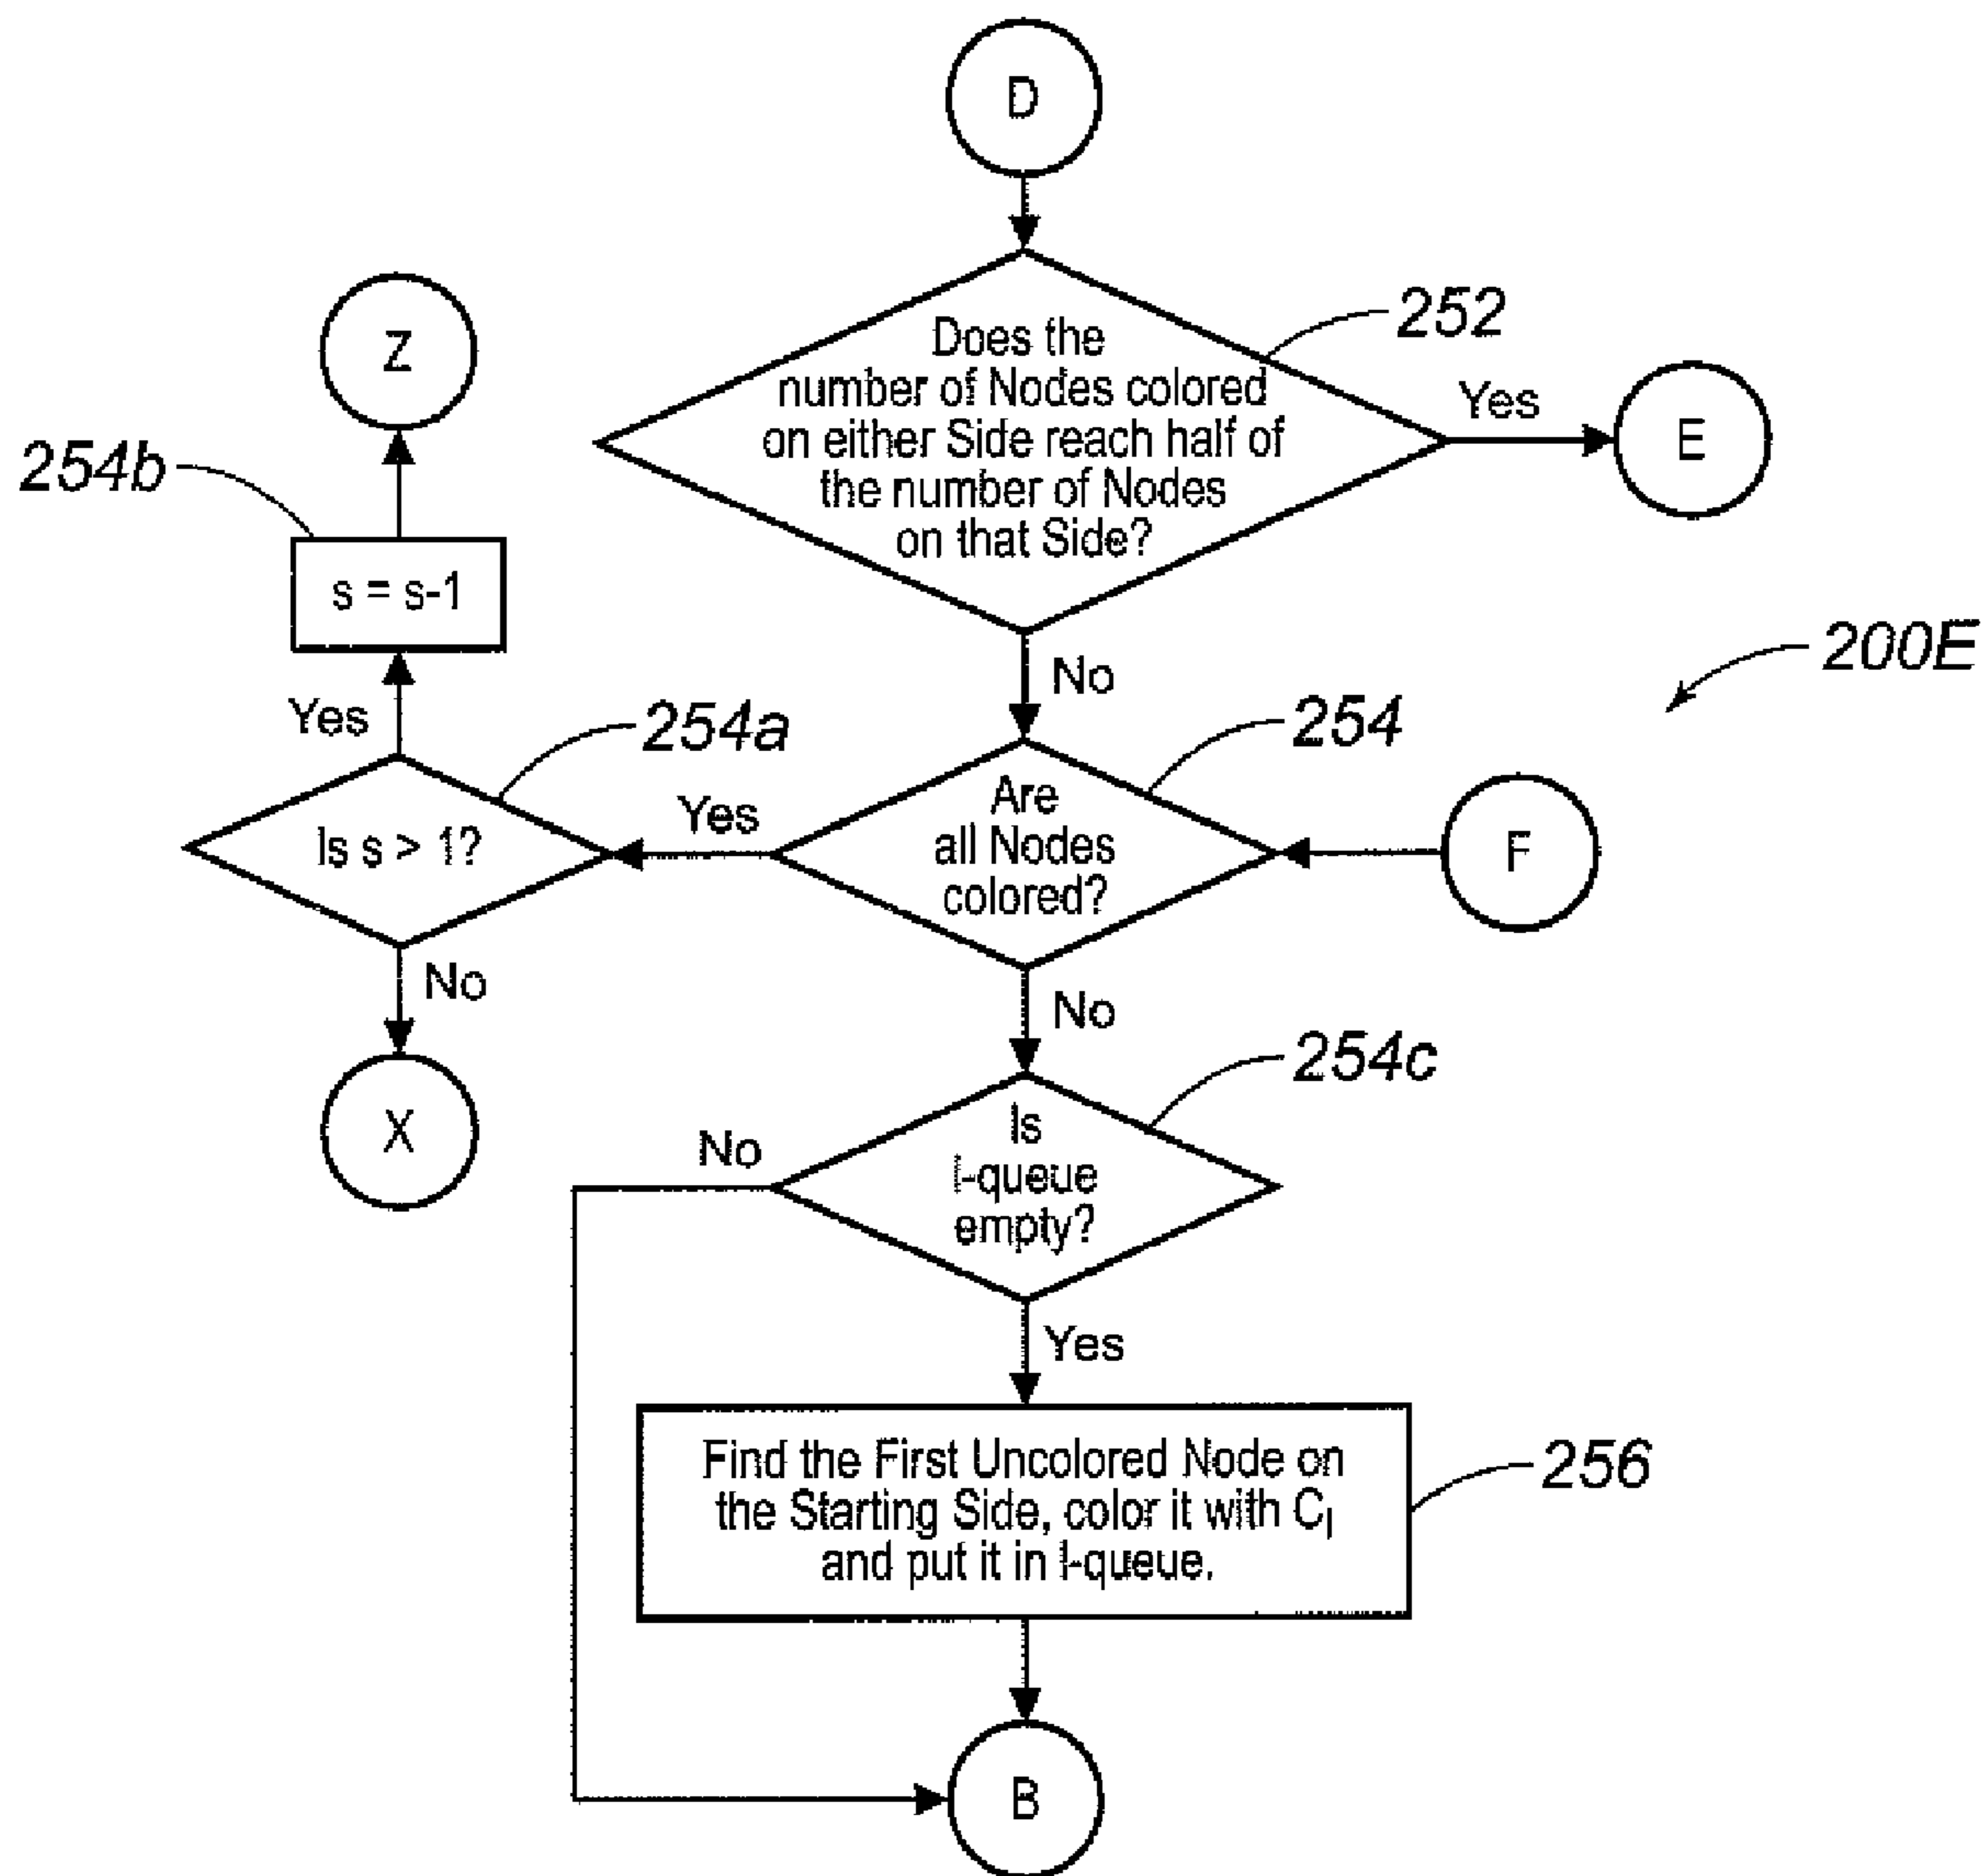 D
Does the
number of Nodes colored
on either Side reach half of
the number of Nodes
on that Side?
252
Yes
E
Z
254b
s = s-1
Yes
254a
Is s > 1?
No
X
No
200E
254
Are
all Nodes
colored?
Yes
F
No
254c
Is
I-queue
empty?
No
Yes
Find the First Uncolored Node on
the Starting Side, color it with C_I
and put it in I-queue.
256
B